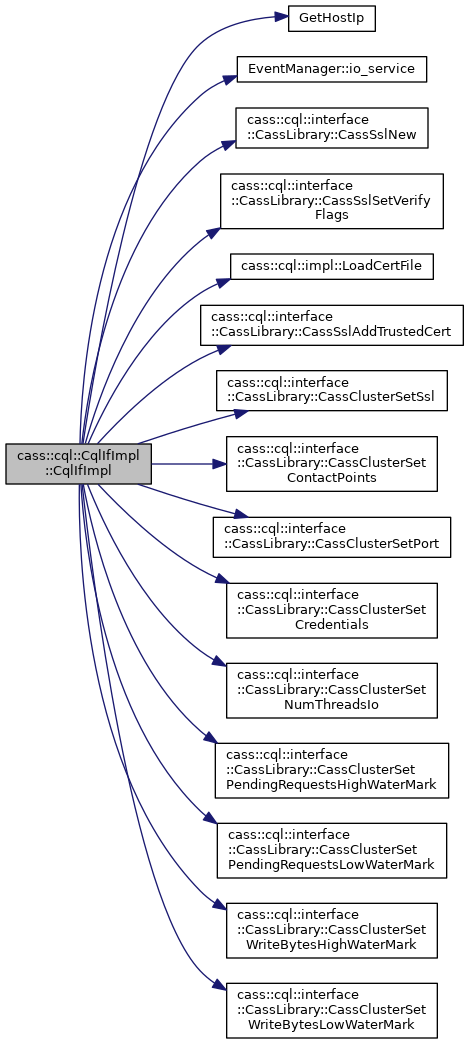 GetHostIp
EventManager::io_service
cass::cql::interface
::CassLibrary::CassSslNew
cass::cql::interface
::CassLibrary::CassSslSetVerify
Flags
cass::cql::impl::LoadCertFile
cass::cql::interface
::CassLibrary::CassSslAddTrustedCert
cass::cql::interface
::CassLibrary::CassClusterSetSsl
cass::cql::CqlIfImpl
::CqlIfImpl
cass::cql::interface
::CassLibrary::CassClusterSet
ContactPoints
cass::cql::interface
::CassLibrary::CassClusterSetPort
cass::cql::interface
::CassLibrary::CassClusterSet
Credentials
cass::cql::interface
::CassLibrary::CassClusterSet
NumThreadsIo
cass::cql::interface
::CassLibrary::CassClusterSet
PendingRequestsHighWaterMark
cass::cql::interface
::CassLibrary::CassClusterSet
PendingRequestsLowWaterMark
cass::cql::interface
::CassLibrary::CassClusterSet
WriteBytesHighWaterMark
cass::cql::interface
::CassLibrary::CassClusterSet
WriteBytesLowWaterMark